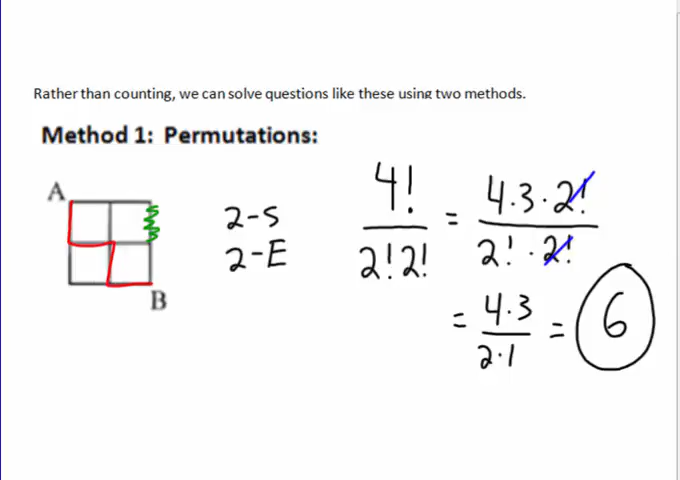 Rather than counting, we can solve questions like these using two methods.
Method 1: Permutations:
A
B
2-S
2-E
4! / 2!2! = 4·3·2! / 2!·2!
= 4·3 / 2·1 = 6